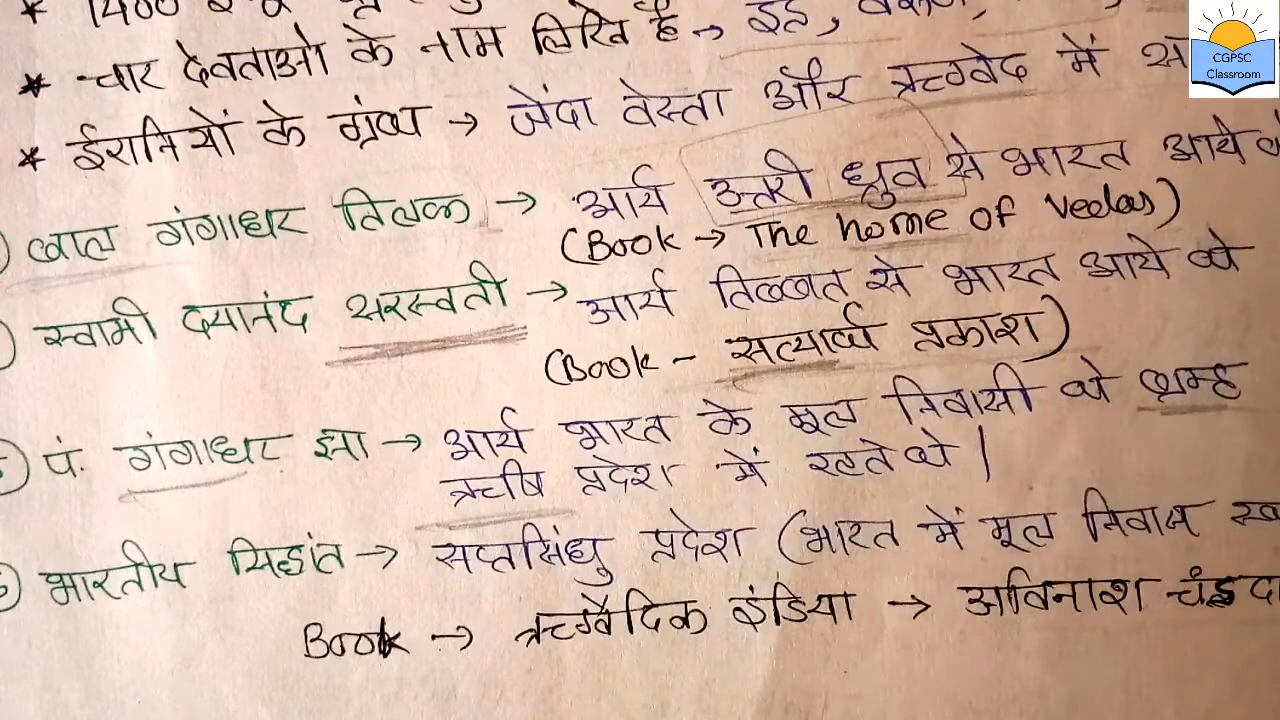 * 1400
* चार देवताओ के नाम लिखि है → इंद्र,
* ईरानियों के ग्रंथ → जेंदा वेस्ता और ऋग्वेद में स
बाल गंगाधर तिलक → आर्य उत्तरी ध्रुव से भारत आये थे
(Book → The home of Vedas)
स्वामी दयानंद सरस्वती → आर्य तिब्बत से भारत आये थे
(Book - सत्यार्थ प्रकाश)
पं. गंगाधर झा → आर्य भारत के मूल निवासी थे ब्रम्ह
ऋषि प्रदेश में रहते थे |
भारतीय सिद्धांत → सप्तसिंधु प्रदेश (भारत में मूल निवास
Book → ऋग्वैदिक इंडिया → अविनाश चंद्र दा
CGPSC
Classroom